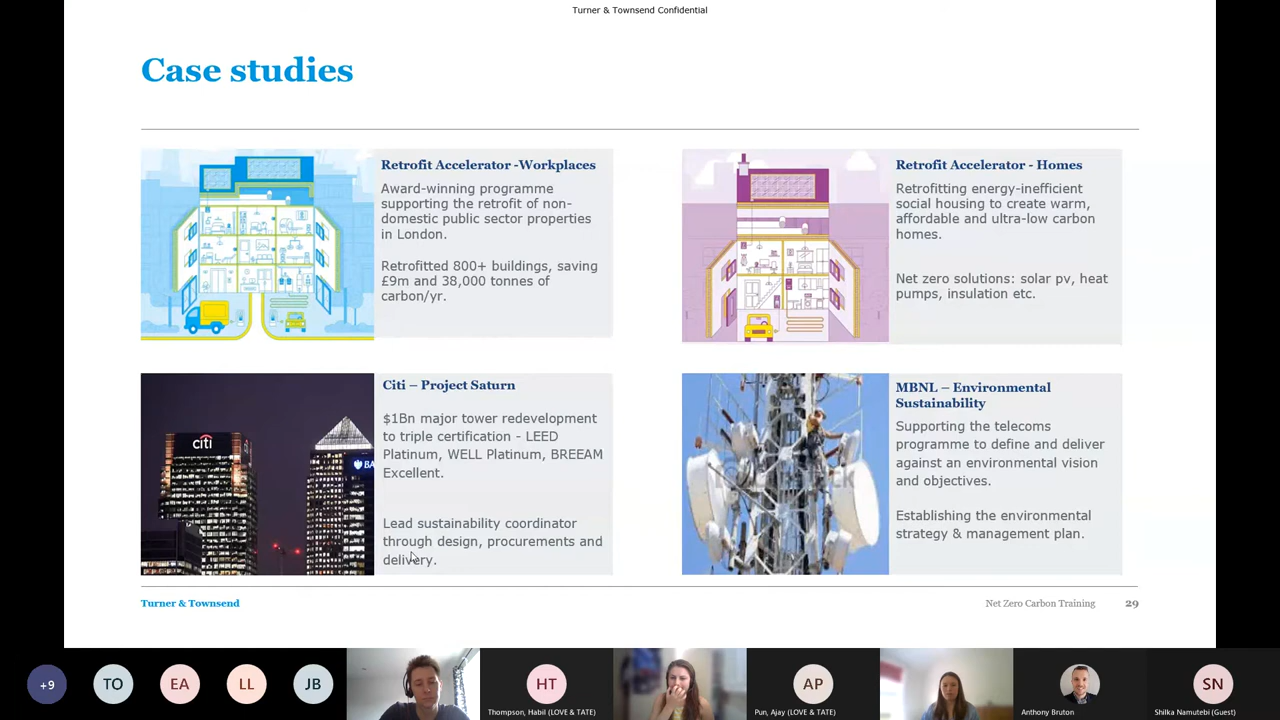 Turner & Townsend Confidential
Case studies
Retrofit Accelerator -Workplaces
Award-winning programme
supporting the retrofit of non-
domestic public sector properties
in London.
Retrofitted 800+ buildings, saving
£9m and 38,000 tonnes of
carbon/yr.
Retrofit Accelerator - Homes
Retrofitting energy-inefficient
social housing to create warm,
affordable and ultra-low carbon
homes.
Net zero solutions: solar pv, heat
pumps, insulation etc.
citi
BA
Citi – Project Saturn
$1Bn major tower redevelopment
to triple certification - LEED
Platinum, WELL Platinum, BREEAM
Excellent.
Lead sustainability coordinator
through design, procurements and
delivery.
MBNL – Environmental
Sustainability
Supporting the telecoms
programme to define and deliver
against an environmental vision
and objectives.
Establishing the environmental
strategy & management plan.
Turner & Townsend
Net Zero Carbon Training 29
+9
TO
EA
LL
JB
HT
Thompson, Habil (LOVE & TATE)
AP
Pun, Ajay (LOVE & TATE)
Anthony Bruton
SN
Shilka Namutebi (Guest)